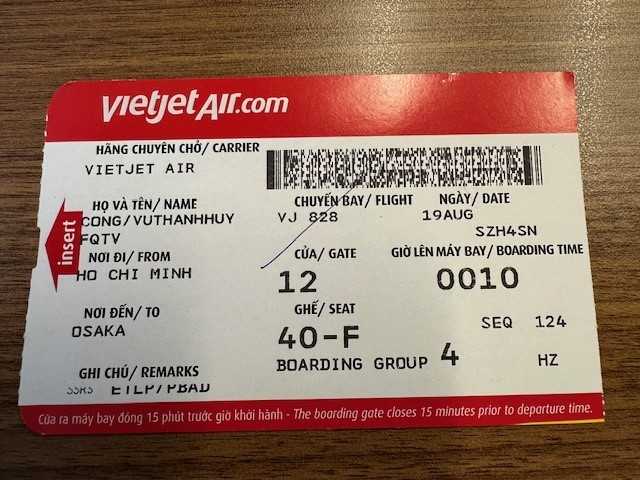 vietjetAir.com
HÃNG CHUYÊN CHỞ/ CARRIER
VIETJET AIR
HỌ VÀ TÊN/ NAME CHUYẾN BAY/ FLIGHT NGÀY/ DATE
CONG/VUTHANHHUY VJ 828 19AUG
FQTV SZH4SN
insert
NƠI ĐI/ FROM CỬA/ GATE GIỜ LÊN MÁY BAY/ BOARDING TIME
HO CHI MINH 12 0010
NƠI ĐẾN/ TO GHẾ/ SEAT
OSAKA 40-F SEQ 124
GHI CHÚ/ REMARKS BOARDING GROUP 4 HZ
SSRS ETLP/PBAD
Cửa ra máy bay đóng 15 phút trước giờ khởi hành - The boarding gate closes 15 minutes prior to departure time.